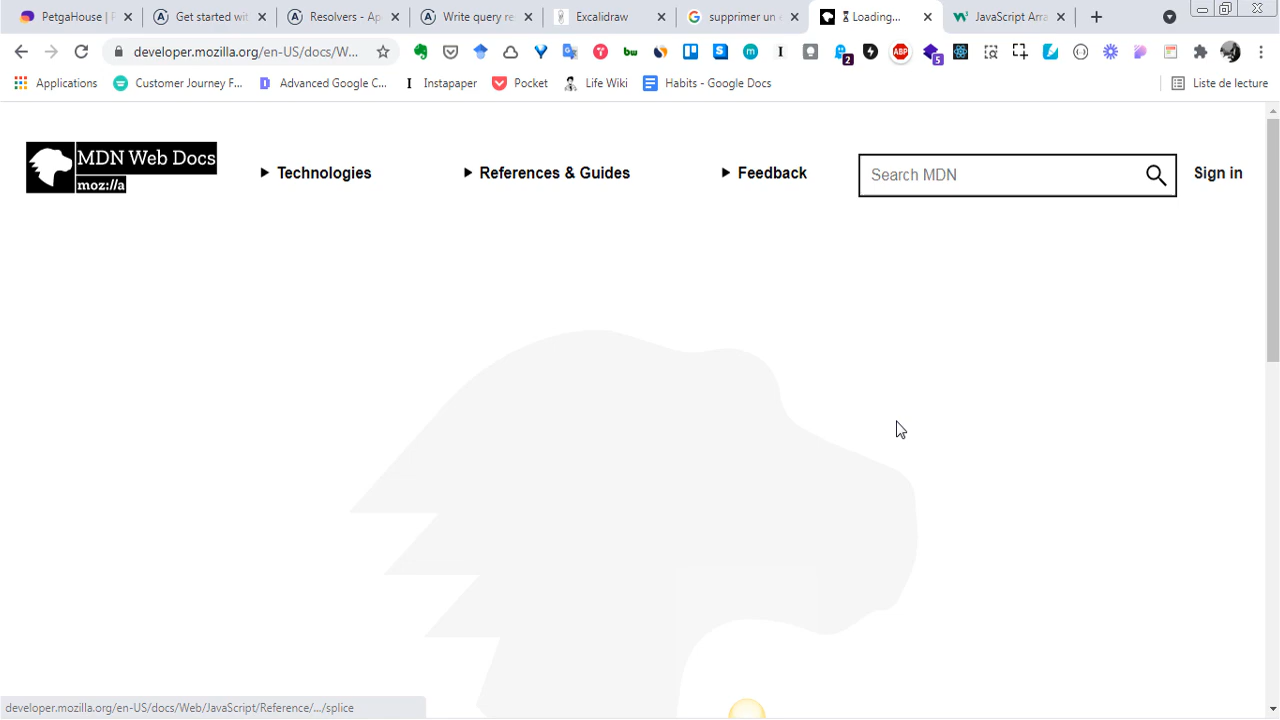 PetgaHouse | F
Get started wit
Resolvers - Ap
Write query re
Excalidraw
supprimer un e
Loading...
JavaScript Arra
developer.mozilla.org/en-US/docs/W...
2
ABP
5
Applications
Customer Journey F...
Advanced Google C...
Instapaper
Pocket
Life Wiki
Habits - Google Docs
Liste de lecture
MDN Web Docs
moz://a
Technologies
References & Guides
Feedback
Search MDN
Sign in
developer.mozilla.org/en-US/docs/Web/JavaScript/Reference/.../splice